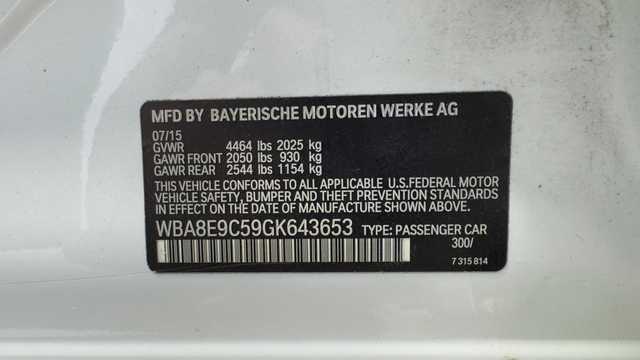 MFD BY BAYERISCHE MOTOREN WERKE AG
07/15
GVWR 4464 lbs 2025 kg
GAWR FRONT 2050 lbs 930 kg
GAWR REAR 2544 lbs 1154 kg
THIS VEHICLE CONFORMS TO ALL APPLICABLE U.S.FEDERAL MOTOR
VEHICLE SAFETY, BUMPER AND THEFT PREVENTION STANDARDS
IN EFFECT ON THE DATE OF MANUFACTURE SHOWN ABOVE.
WBA8E9C59GK643653 TYPE: PASSENGER CAR
300/
7 315 814